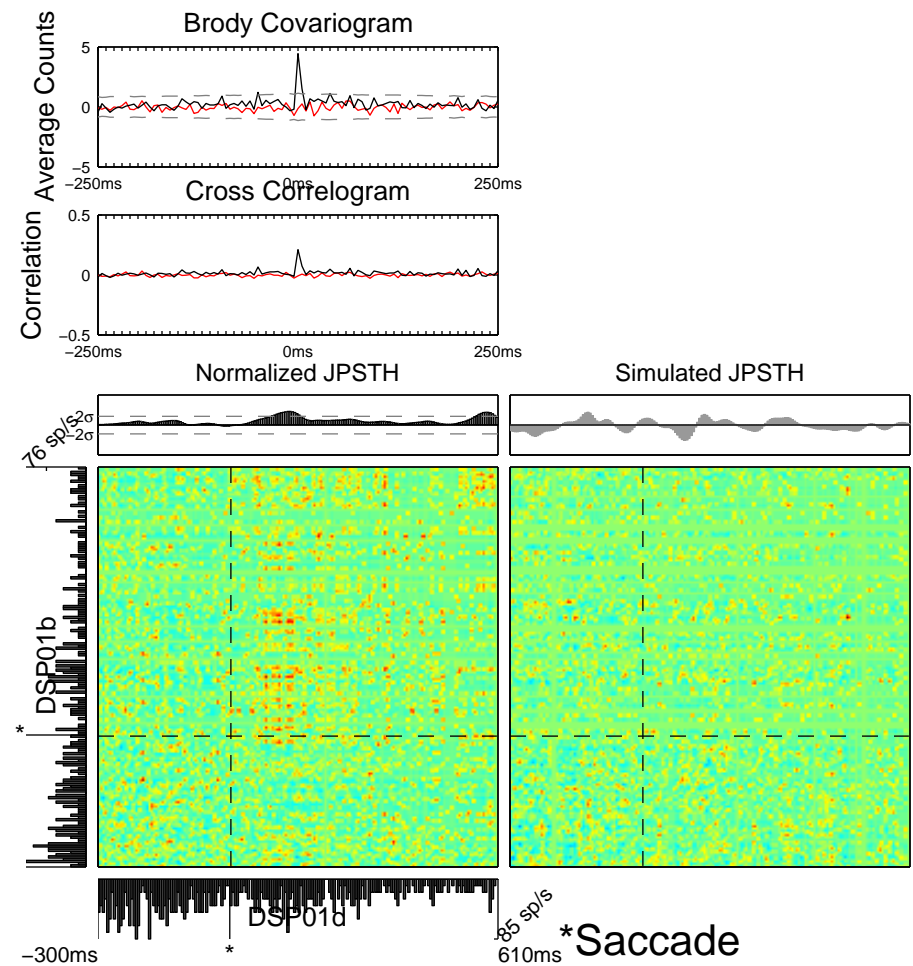 Brody Covariogram
Average Counts
5
0
−5
−250ms
0ms
250ms
Cross Correlogram
Correlation
0.5
0
−0.5
−250ms
0ms
250ms
Normalized JPSTH
Simulated JPSTH
2σ
−2σ
76 sp/s
DSP01b
*
DSP01d
85 sp/s
−300ms
*
610ms
*Saccade